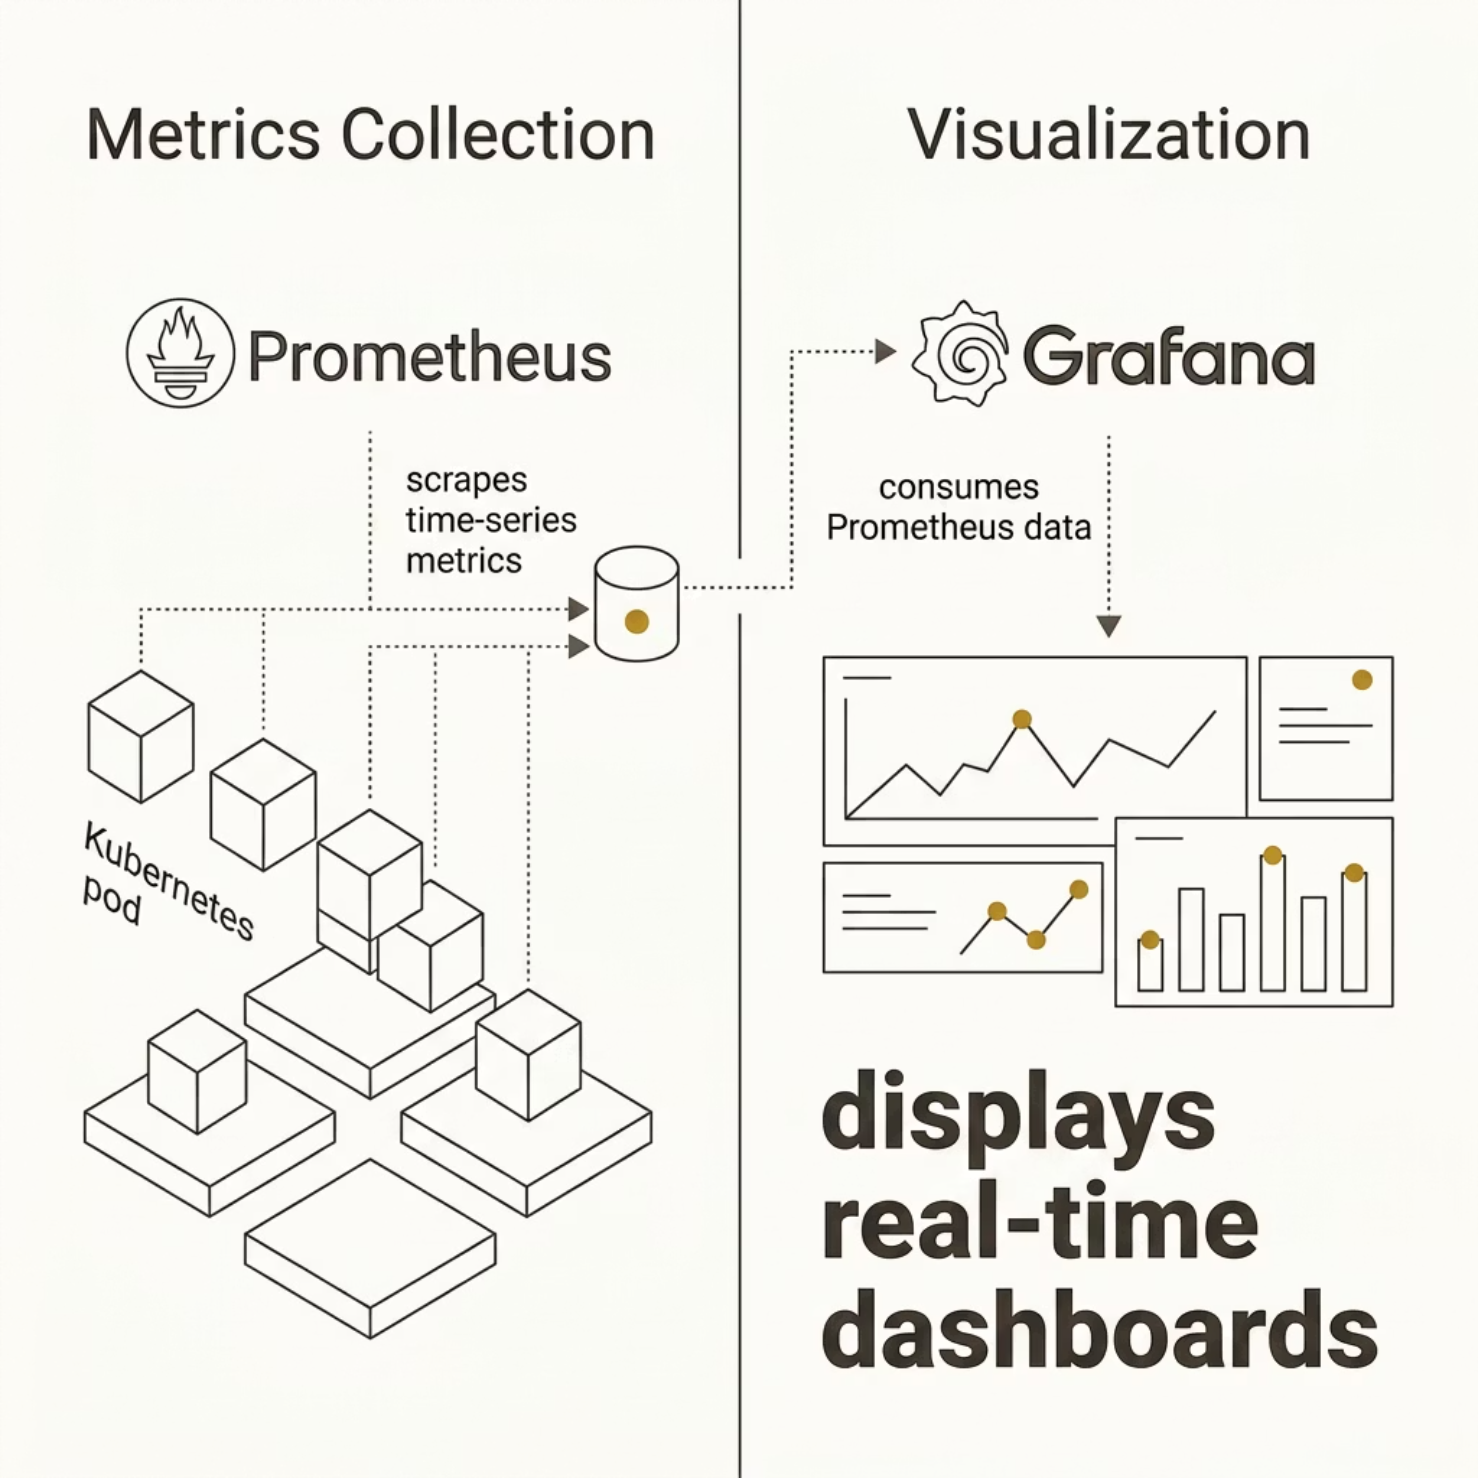 Metrics Collection
Prometheus
scrapes
time-series
metrics
Kubernetes
pod
Visualization
Grafana
consumes
Prometheus data
displays
real-time
dashboards